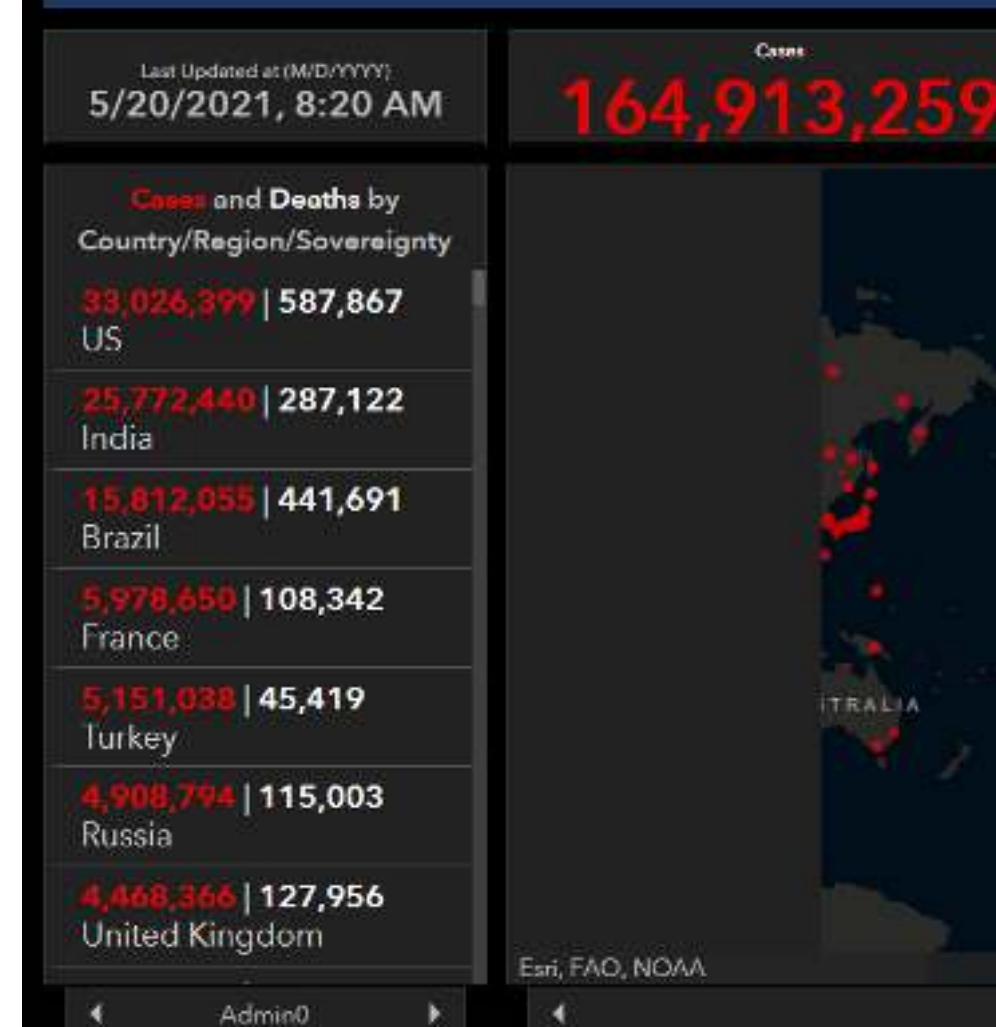 Last Updated at (M/D/YYYY)
5/20/2021, 8:20 AM
Cases
164,913,259
Cases and Deaths by
Country/Region/Sovereignty
33,026,399 | 587,867
US
25,772,440 | 287,122
India
15,812,055 | 441,691
Brazil
5,978,650 | 108,342
France
5,151,038 | 45,419
Turkey
4,908,794 | 115,003
Russia
4,468,366 | 127,956
United Kingdom
Admin0
TRALIA
Esri, FAO, NOAA